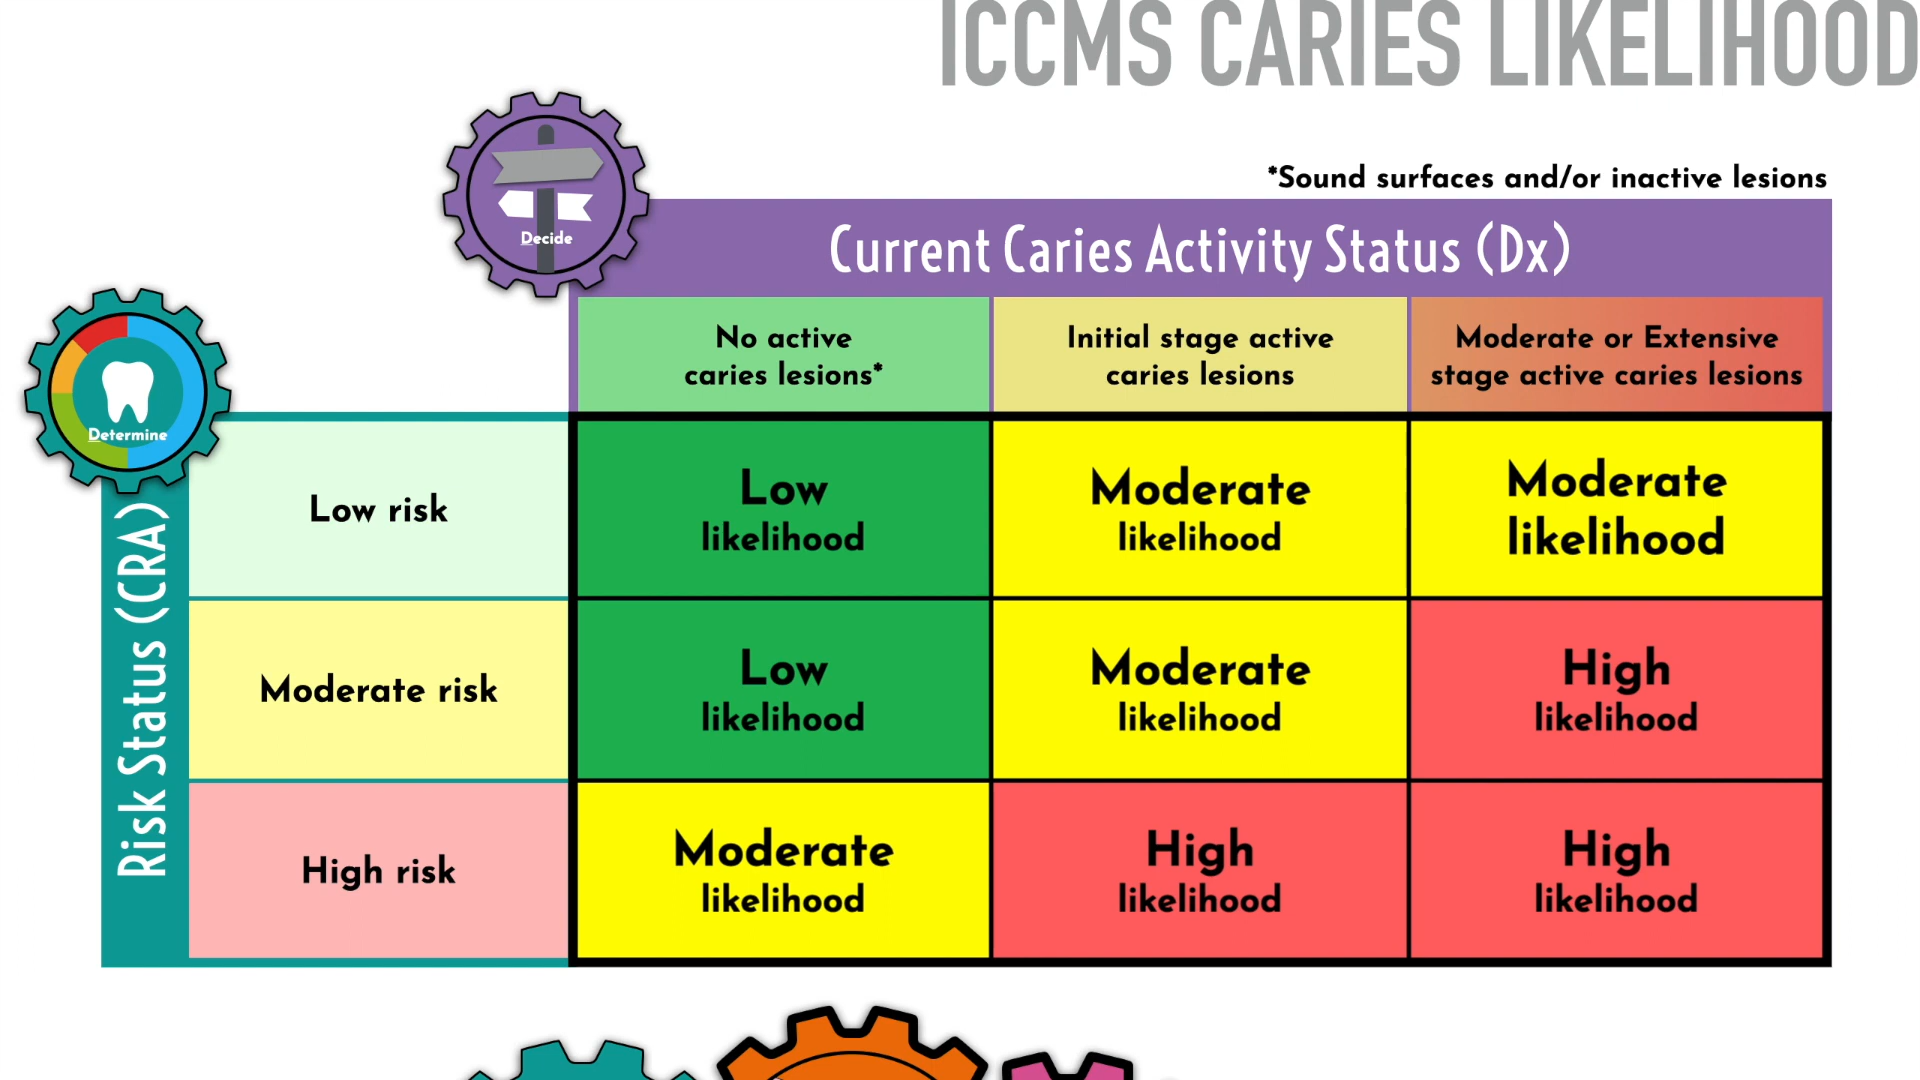 ICCMS CARIES LIKELIHOOD
Decide
*Sound surfaces and/or inactive lesions
Current Caries Activity Status (Dx)
Determine
No active
caries lesions*
Initial stage active
caries lesions
Moderate or Extensive
stage active caries lesions
Risk Status (CRA)
Low risk
Low
likelihood
Moderate
likelihood
Moderate
likelihood
Moderate risk
Low
likelihood
Moderate
likelihood
High
likelihood
High risk
Moderate
likelihood
High
likelihood
High
likelihood